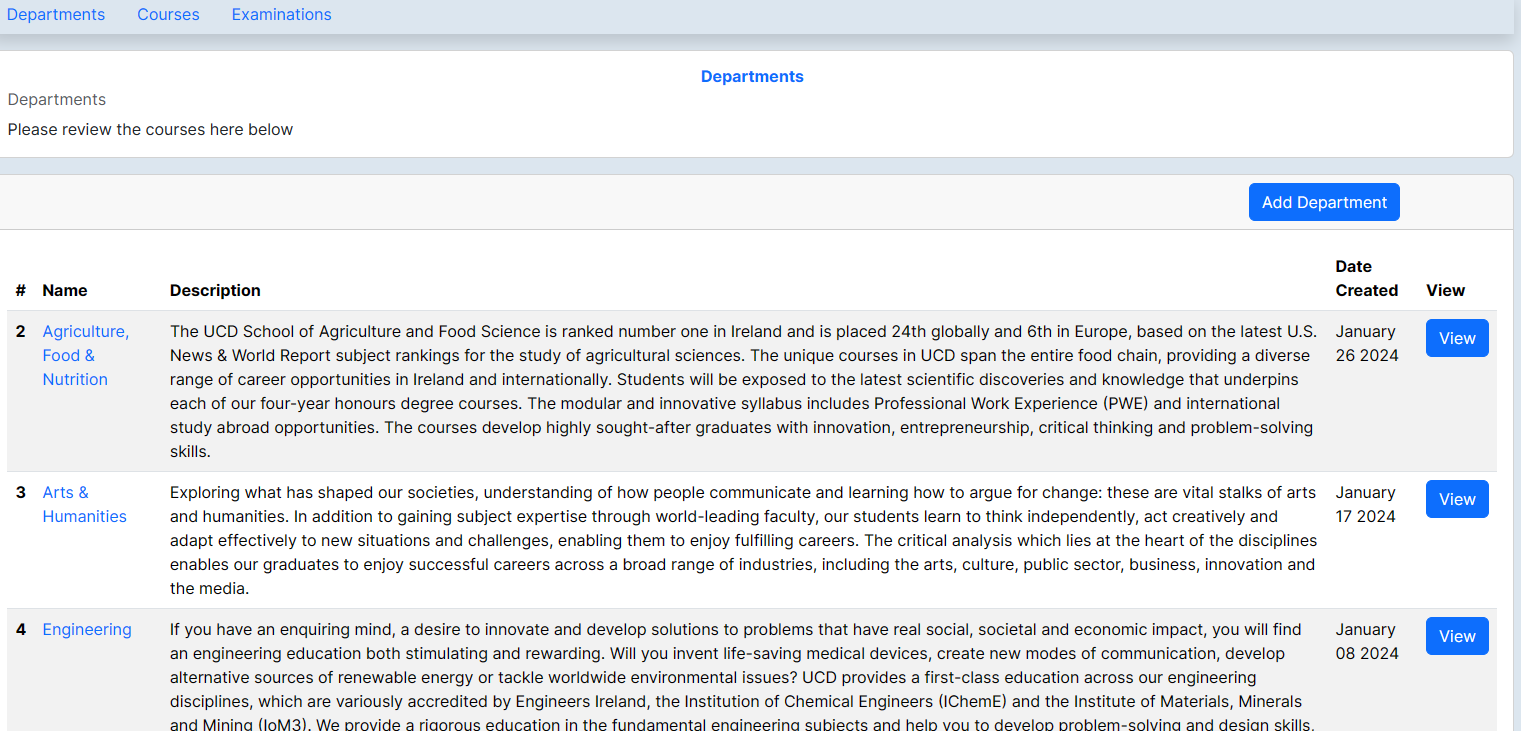 Departments Courses Examinations
Departments
Departments
Please review the courses here below
Add Department
Date
# Name Description Created View
2 Agriculture, The UCD School of Agriculture and Food Science is ranked number one in Ireland and is placed 24th globally and 6th in Europe, based on the latest U.S. January View
Food & News & World Report subject rankings for the study of agricultural sciences. The unique courses in UCD span the entire food chain, providing a diverse 26 2024
Nutrition range of career opportunities in Ireland and internationally. Students will be exposed to the latest scientific discoveries and knowledge that underpins
each of our four-year honours degree courses. The modular and innovative syllabus includes Professional Work Experience (PWE) and international
study abroad opportunities. The courses develop highly sought-after graduates with innovation, entrepreneurship, critical thinking and problem-solving
skills.
3 Arts & Exploring what has shaped our societies, understanding of how people communicate and learning how to argue for change: these are vital stalks of arts January View
Humanities and humanities. In addition to gaining subject expertise through world-leading faculty, our students learn to think independently, act creatively and 17 2024
adapt effectively to new situations and challenges, enabling them to enjoy fulfilling careers. The critical analysis which lies at the heart of the disciplines
enables our graduates to enjoy successful careers across a broad range of industries, including the arts, culture, public sector, business, innovation and
the media.
4 Engineering If you have an enquiring mind, a desire to innovate and develop solutions to problems that have real social, societal and economic impact, you will find January View
an engineering education both stimulating and rewarding. Will you invent life-saving medical devices, create new modes of communication, develop 08 2024
alternative sources of renewable energy or tackle worldwide environmental issues? UCD provides a first-class education across our engineering
disciplines, which are variously accredited by Engineers Ireland, the Institution of Chemical Engineers (IChemE) and the Institute of Materials, Minerals
and Mining (IoM3). We provide a rigorous education in the fundamental engineering subjects and help you to develop problem-solving and design skills,